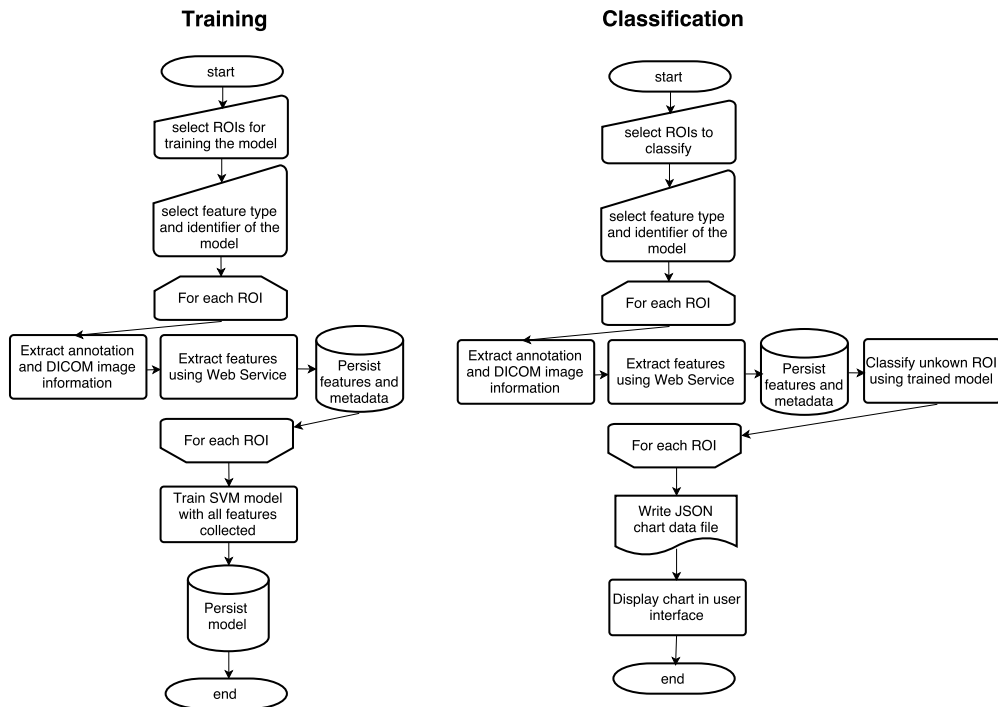 Training
start
select ROIs for
training the model
select feature type
and identifier of the
model
For each ROI
Extract annotation
and DICOM image
information
Extract features
using Web Service
Persist
features and
metadata
For each ROI
Train SVM model
with all features
collected
Persist
model
end
Classification
start
select ROIs to
classify
select feature type
and identifier of the
model
For each ROI
Extract annotation
and DICOM image
information
Extract features
using Web Service
Persist
features and
metadata
Classify unkown ROI
using trained model
For each ROI
Write JSON
chart data file
Display chart in user
interface
end